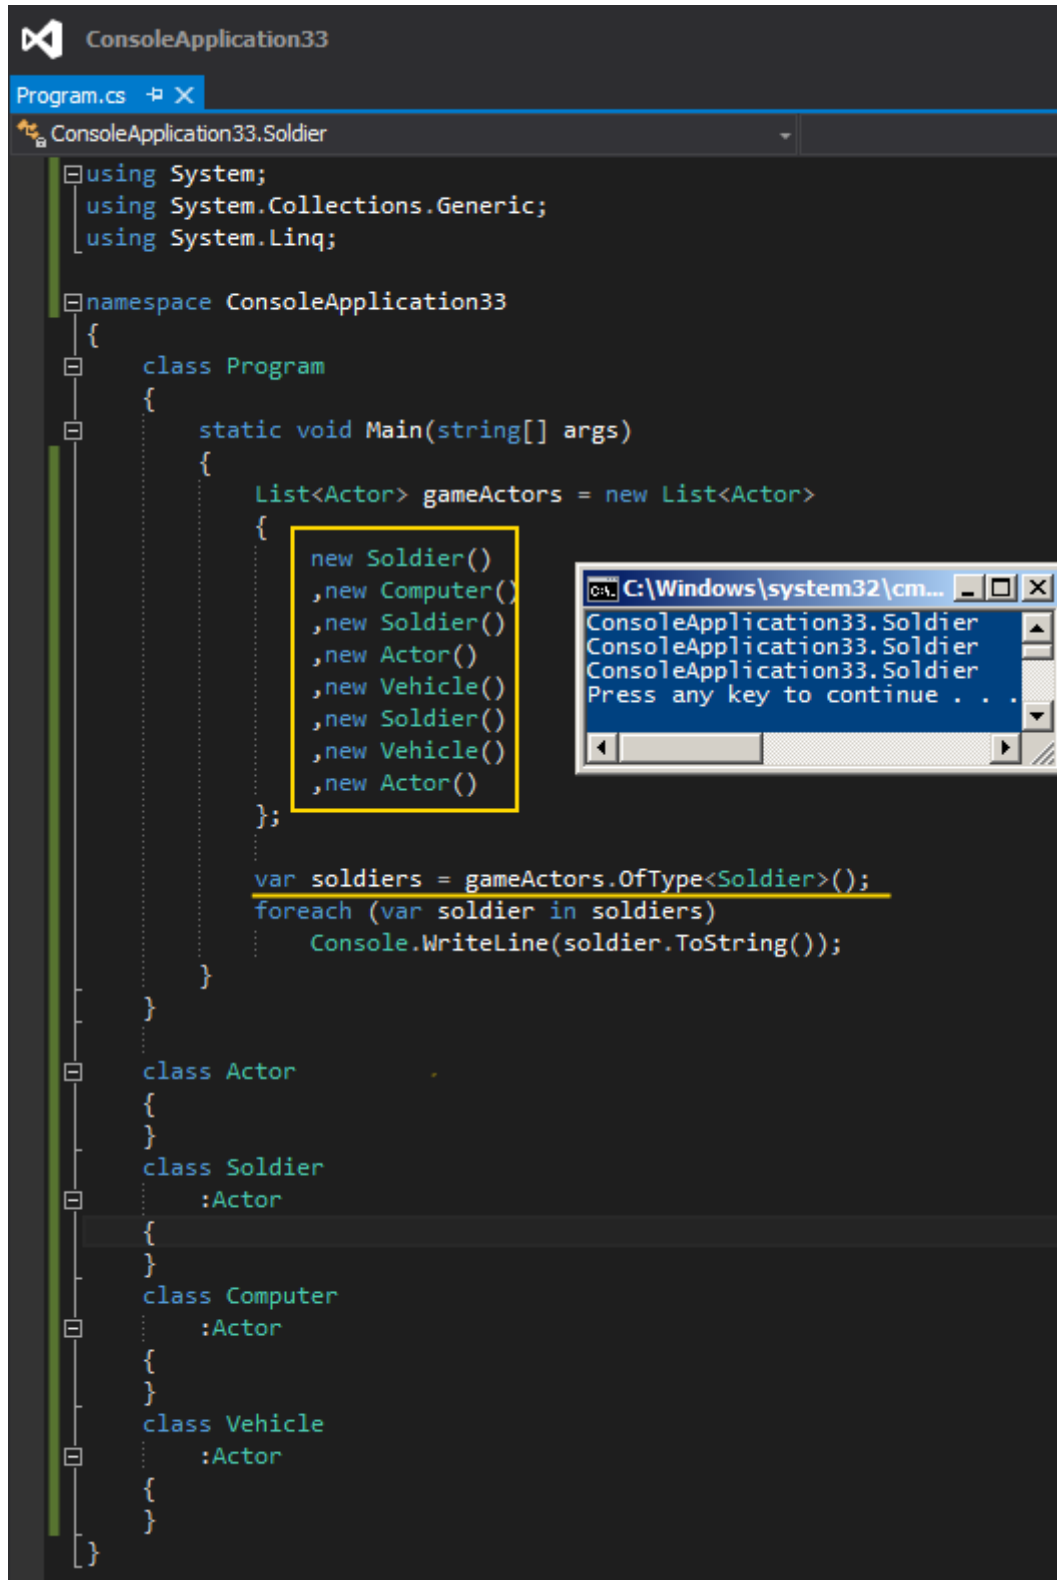 ConsoleApplication33
Program.cs
ConsoleApplication33.Soldier
using System;
using System.Collections.Generic;
using System.Linq;
namespace ConsoleApplication33
{
class Program
{
static void Main(string[] args)
{
List<Actor> gameActors = new List<Actor>
{
new Soldier()
,new Computer()
,new Soldier()
,new Actor()
,new Vehicle()
,new Soldier()
,new Vehicle()
,new Actor()
};
C:\Windows\system32\cm...
ConsoleApplication33.Soldier
ConsoleApplication33.Soldier
ConsoleApplication33.Soldier
Press any key to continue . . .
var soldiers = gameActors.OfType<Soldier>();
foreach (var soldier in soldiers)
Console.WriteLine(soldier.ToString());
}
}
class Actor
{
}
class Soldier
:Actor
{
}
class Computer
:Actor
{
}
class Vehicle
:Actor
{
}
}